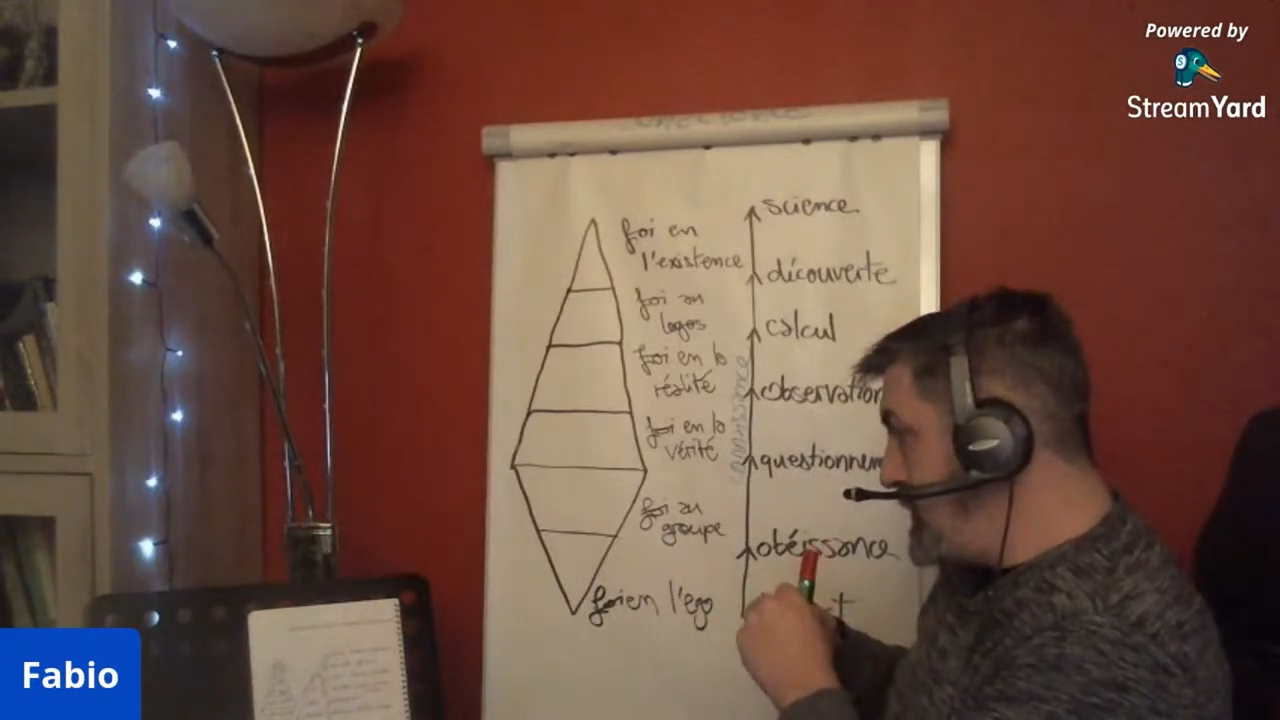 Powered by
StreamYard
foi en
l'existence
foi au
logos
foi en la
réalité
foi en la
vérité
foi au
groupe
foi en l'ego
science
découverte
calcul
observation
questionnem
obéissance
Fabio